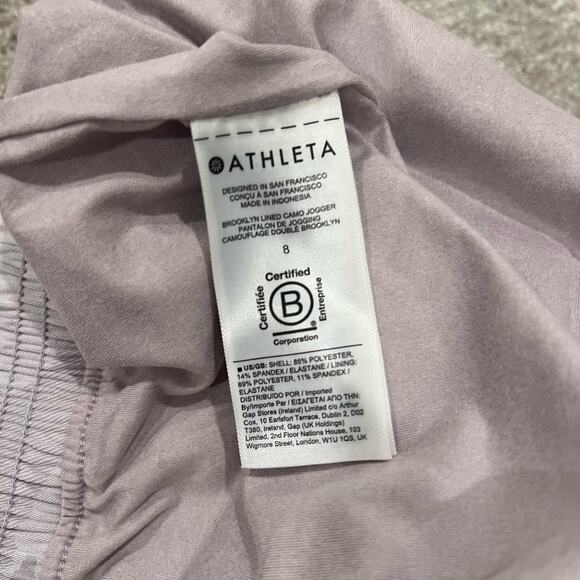 ATHLETA
DESIGNED IN SAN FRANCISCO
CONÇU À SAN FRANCISCO
MADE IN INDONESIA
BROOKLYN LINED CAMO JOGGER
PANTALON DE JOGGING
CAMOUFLAGE DOUBLÉ BROOKLYN
8
Certified
Certifiée
B
Entreprise
Corporation
US/GB: SHELL: 86% POLYESTER,
14% SPANDEX / ELASTANE / LINING:
89% POLYESTER, 11% SPANDEX /
ELASTANE
DISTRIBUIDO POR / Imported
By/Importe Par / ΕΙΣΑΓΕΤΑΙ ΑΠΟ ΤΗΝ:
Gap Stores (Ireland) Limited c/o Arthur
Cox, 10 Earlsfort Terrace, Dublin 2, D02
T380, Ireland, Gap (UK Holdings)
Limited, 2nd Floor Nations House, 103
Wigmore Street, London, W1U 1QS, UK